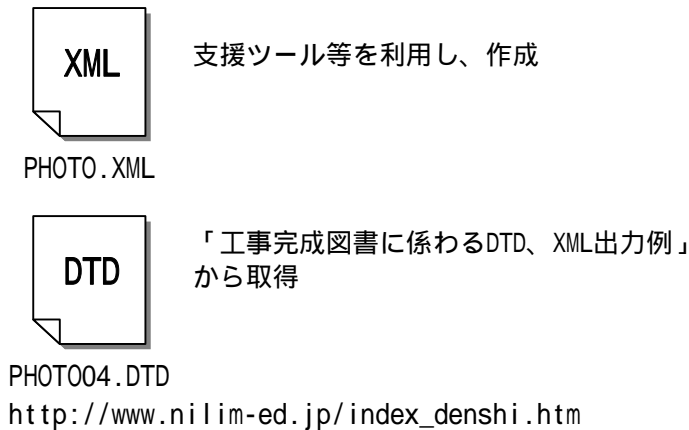 XML
支援ツール等を利用し、作成
PHOTO.XML
DTD
「工事完成図書に係わるDTD、XML出力例」
から取得
PHOTO04.DTD
http://www.nilim-ed.jp/index_denshi.htm